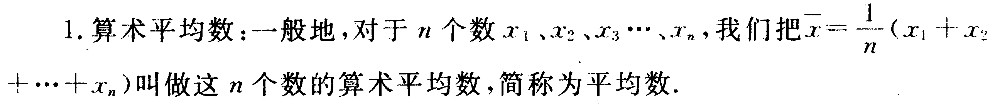 1. 算术平均数:一般地,对于 n 个数 x₁、x₂、x₃…、xₙ,我们把 x̄ = 1/n (x₁ + x₂
+ … + xₙ)叫做这 n 个数的算术平均数,简称为平均数.